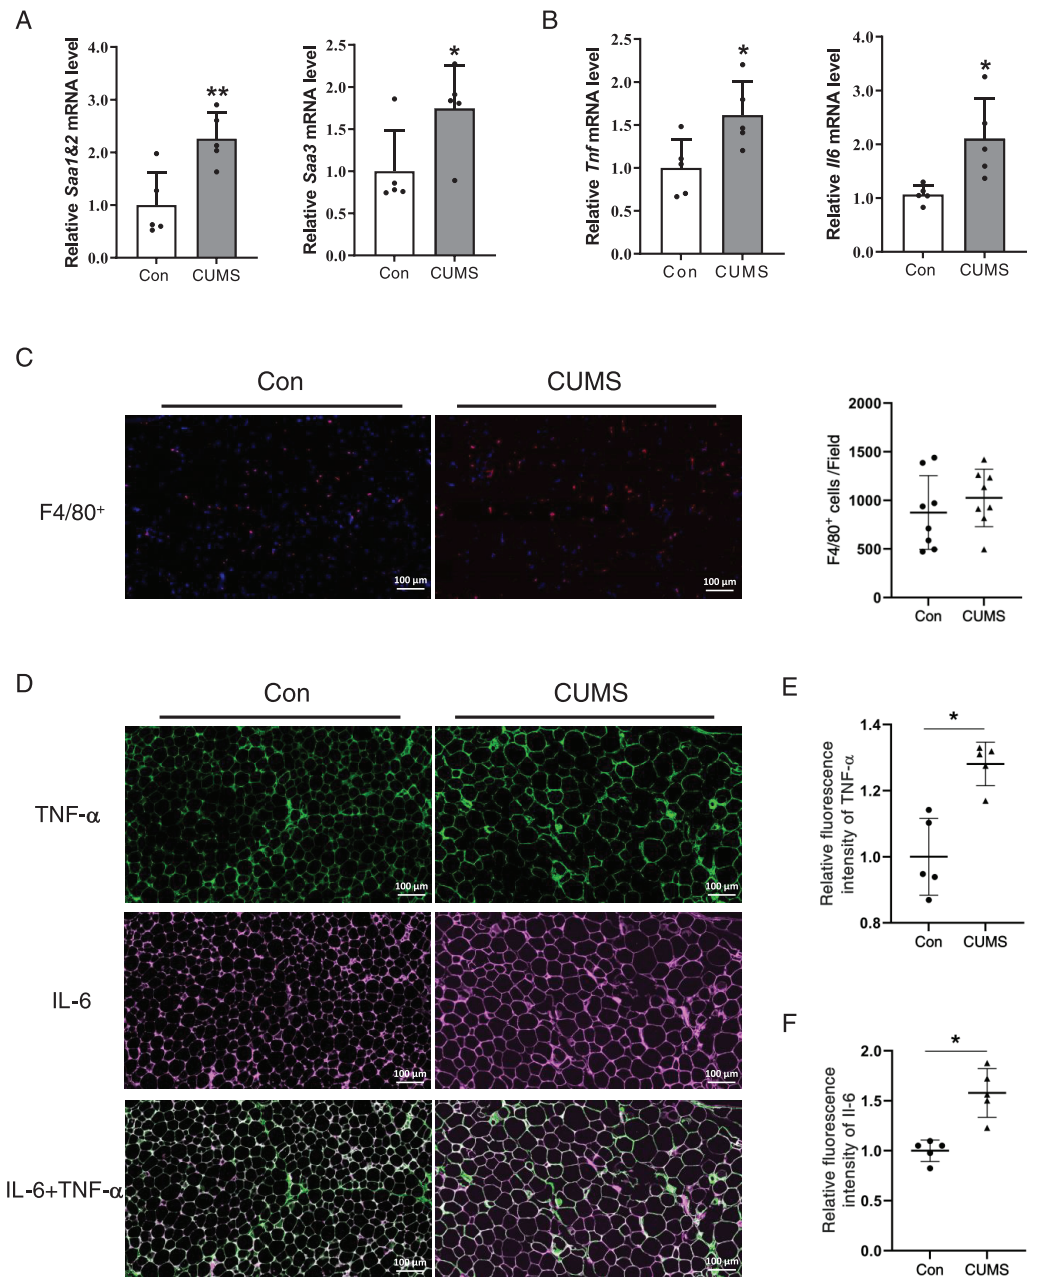 A
Relative Saa1&2 mRNA level
4.0
3.0
2.0
1.0
0.0
**
Con
CUMS
Relative Saa3 mRNA level
2.5
2.0
1.5
1.0
0.5
0.0
*
Con
CUMS
B
Relative Tnf mRNA level
2.5
2.0
1.5
1.0
0.5
0.0
*
Con
CUMS
Relative Il6 mRNA level
4.0
3.0
2.0
1.0
0.0
*
Con
CUMS
C
Con
CUMS
F4/80+
100 µm
100 µm
F4/80+ cells/Field
2000
1500
1000
500
0
Con
CUMS
D
Con
CUMS
TNF-α
100 µm
100 µm
IL-6
100 µm
100 µm
IL-6+TNF-α
100 µm
100 µm
E
Relative fluorescence
intensity of TNF-α
1.4
1.2
1.0
0.8
*
Con
CUMS
F
Relative fluorescence
intensity of Il-6
2.0
1.5
1.0
0.5
0.0
*
Con
CUMS